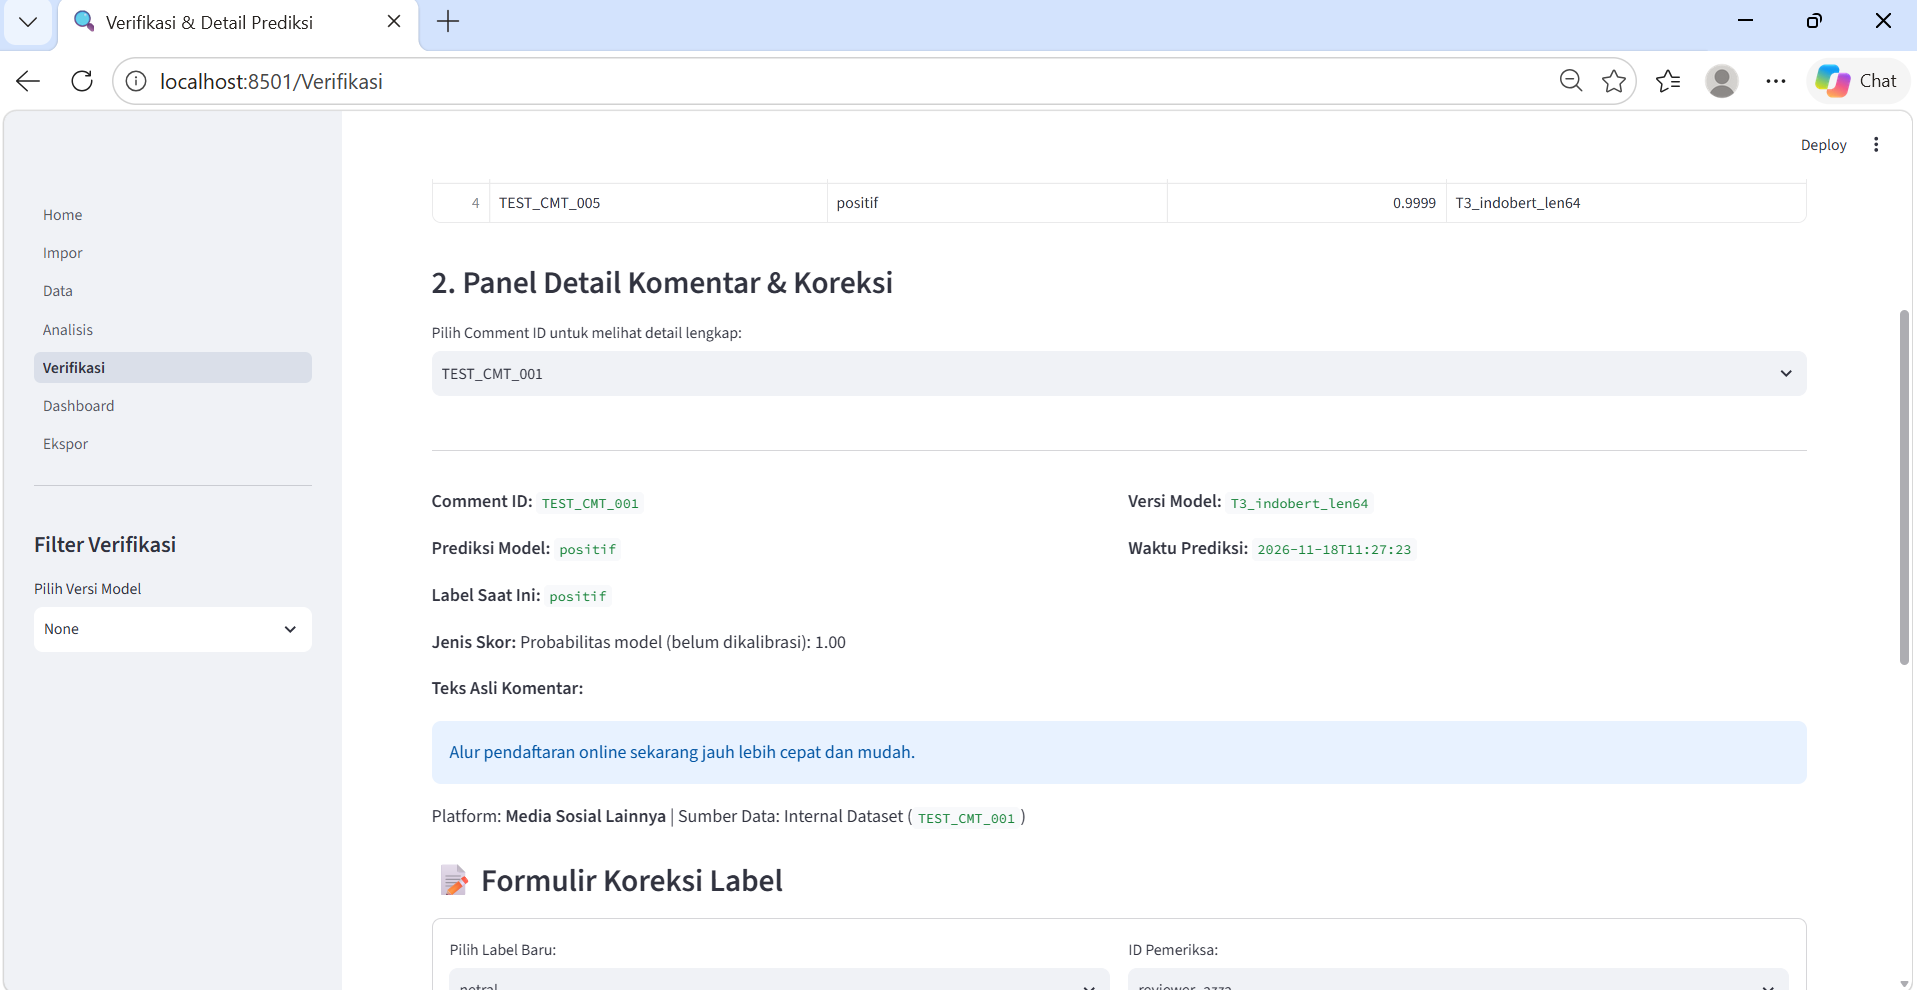 Verifikasi & Detail Prediksi
localhost:8501/Verifikasi
Chat
Deploy
Home
Impor
Data
Analisis
Verifikasi
Dashboard
Ekspor
Filter Verifikasi
Pilih Versi Model
None
4 TEST_CMT_005 positif 0.9999 T3_indobert_len64
2. Panel Detail Komentar & Koreksi
Pilih Comment ID untuk melihat detail lengkap:
TEST_CMT_001
Comment ID: TEST_CMT_001
Versi Model: T3_indobert_len64
Prediksi Model: positif
Waktu Prediksi: 2026-11-18T11:27:23
Label Saat Ini: positif
Jenis Skor: Probabilitas model (belum dikalibrasi): 1.00
Teks Asli Komentar:
Alur pendaftaran online sekarang jauh lebih cepat dan mudah.
Platform: Media Sosial Lainnya | Sumber Data: Internal Dataset ( TEST_CMT_001 )
Formulir Koreksi Label
Pilih Label Baru:
ID Pemeriksa:
netral
reviewer_azza